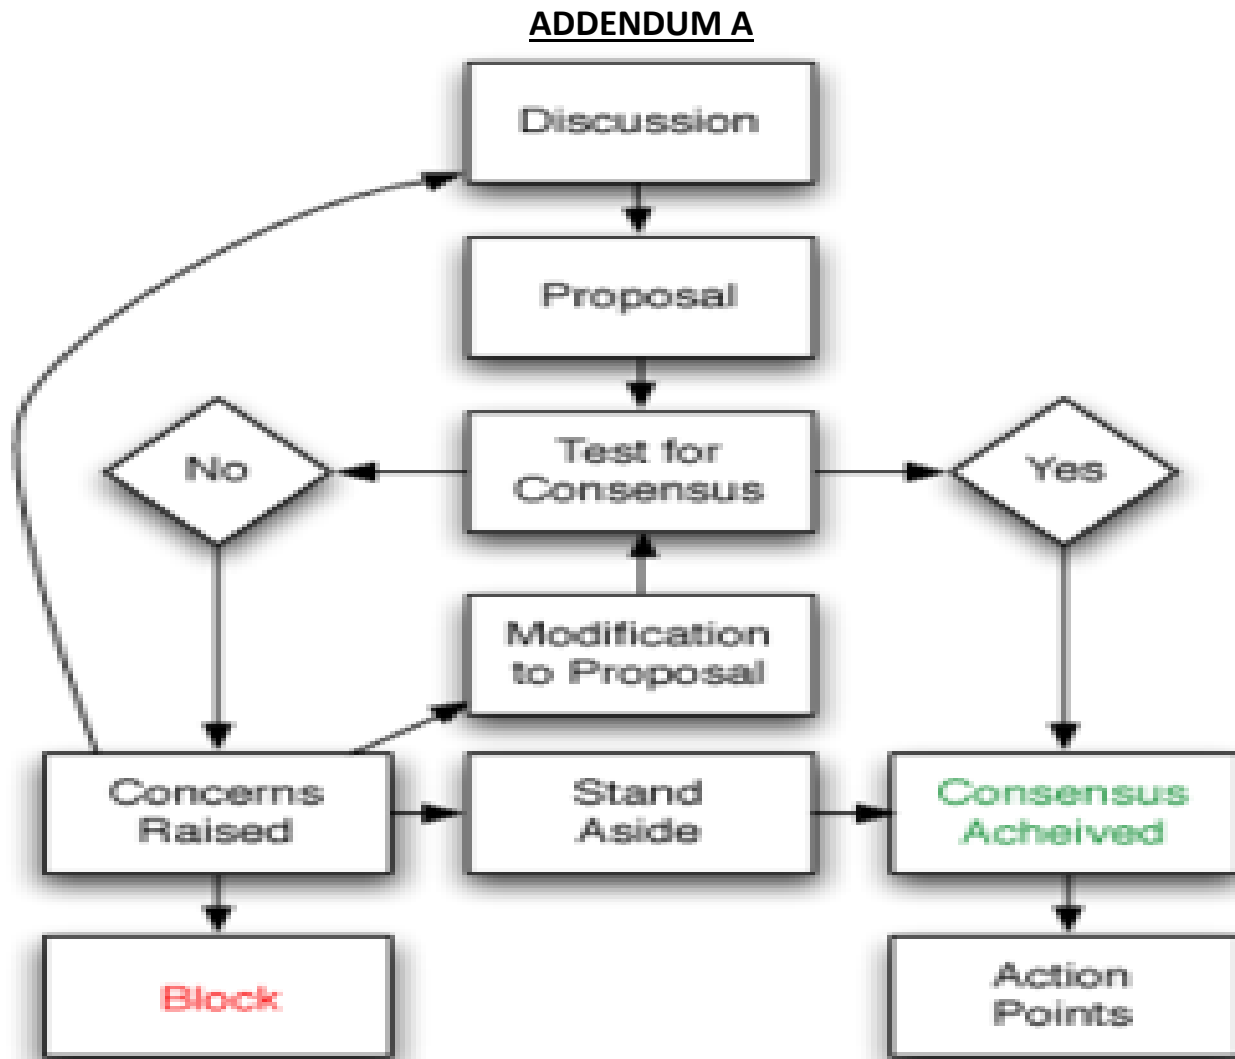 ADDENDUM A
Discussion
Proposal
No
Test for
Consensus
Yes
Modification
to Proposal
Concerns
Raised
Stand
Aside
Consensus
Acheived
Block
Action
Points